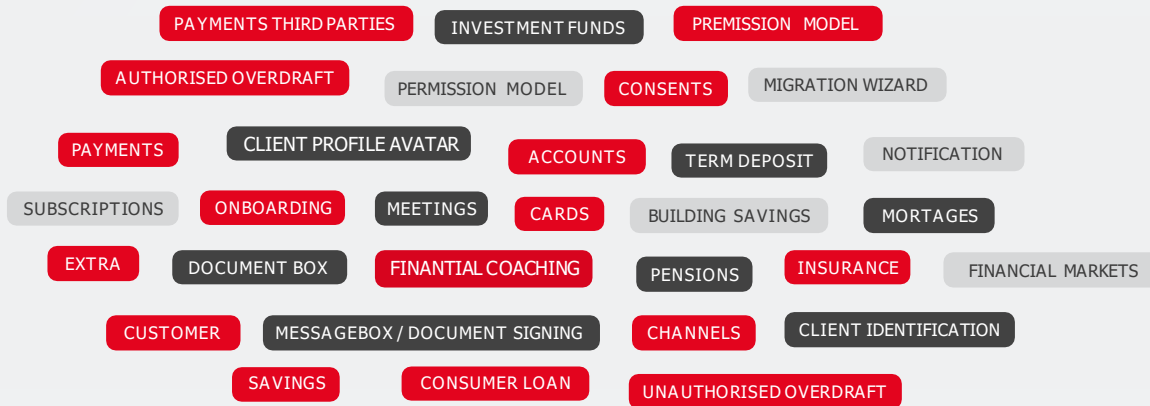 PAYMENTS THIRD PARTIES
INVESTMENT FUNDS
PREMISSION MODEL
AUTHORISED OVERDRAFT
PERMISSION MODEL
CONSENTS
MIGRATION WIZARD
PAYMENTS
CLIENT PROFILE AVATAR
ACCOUNTS
TERM DEPOSIT
NOTIFICATION
SUBSCRIPTIONS
ONBOARDING
MEETINGS
CARDS
BUILDING SAVINGS
MORTAGES
EXTRA
DOCUMENT BOX
FINANTIAL COACHING
PENSIONS
INSURANCE
FINANCIAL MARKETS
CUSTOMER
MESSAGEBOX / DOCUMENT SIGNING
CHANNELS
CLIENT IDENTIFICATION
SAVINGS
CONSUMER LOAN
UNAUTHORISED OVERDRAFT